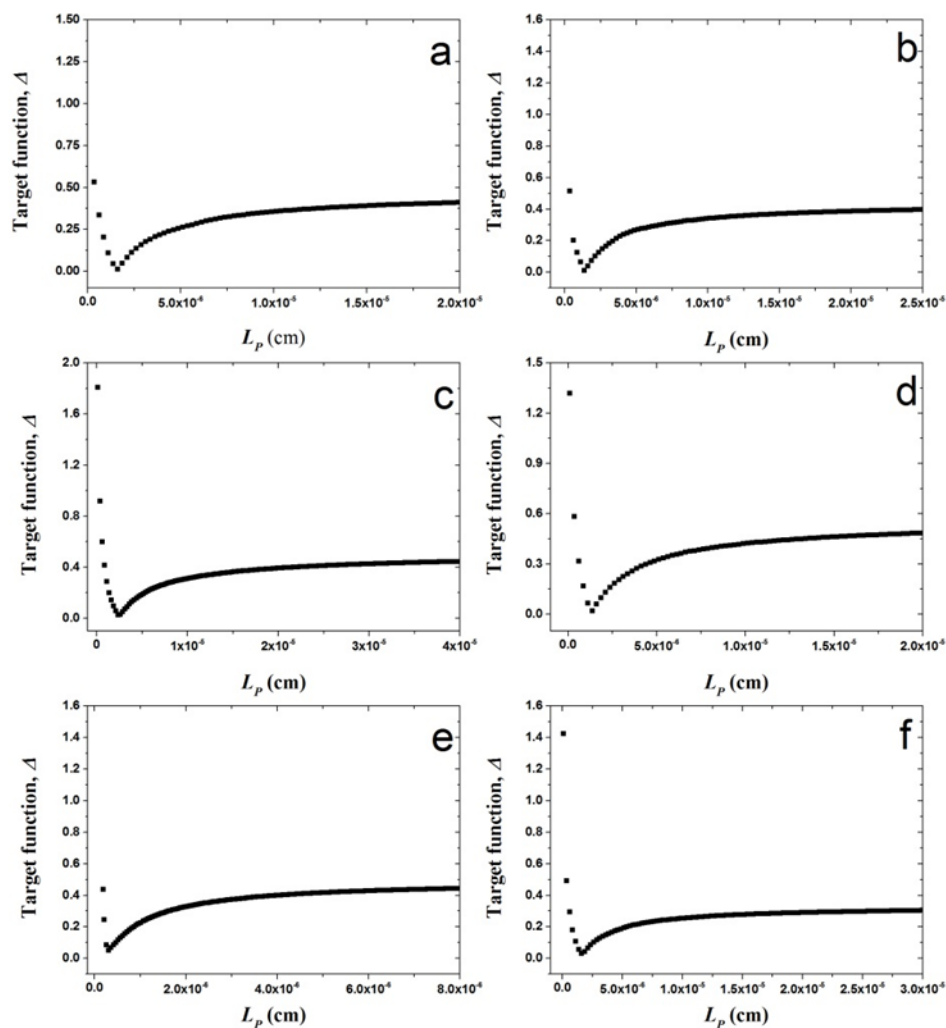 a
1.50
1.25
1.00
0.75
0.50
0.25
0.00
Target function, Δ
0.0 5.0x10⁻⁶ 1.0x10⁻⁵ 1.5x10⁻⁵ 2.0x10⁻⁵
L_P (cm)
b
1.6
1.4
1.2
1.0
0.8
0.6
0.4
0.2
0.0
Target function, Δ
0.0 5.0x10⁻⁶ 1.0x10⁻⁵ 1.5x10⁻⁵ 2.0x10⁻⁵ 2.5x10⁻⁵
L_P (cm)
c
2.0
1.6
1.2
0.8
0.4
0.0
Target function, Δ
0 1x10⁻⁵ 2x10⁻⁵ 3x10⁻⁵ 4x10⁻⁵
L_P (cm)
d
1.5
1.2
0.9
0.6
0.3
0.0
Target function, Δ
0.0 5.0x10⁻⁶ 1.0x10⁻⁵ 1.5x10⁻⁵ 2.0x10⁻⁵
L_P (cm)
e
1.6
1.4
1.2
1.0
0.8
0.6
0.4
0.2
0.0
Target function, Δ
0.0 2.0x10⁻⁶ 4.0x10⁻⁶ 6.0x10⁻⁶ 8.0x10⁻⁶
L_P (cm)
f
1.6
1.4
1.2
1.0
0.8
0.6
0.4
0.2
0.0
Target function, Δ
0.0 5.0x10⁻⁶ 1.0x10⁻⁵ 1.5x10⁻⁵ 2.0x10⁻⁵ 2.5x10⁻⁵ 3.0x10⁻⁵
L_P (cm)